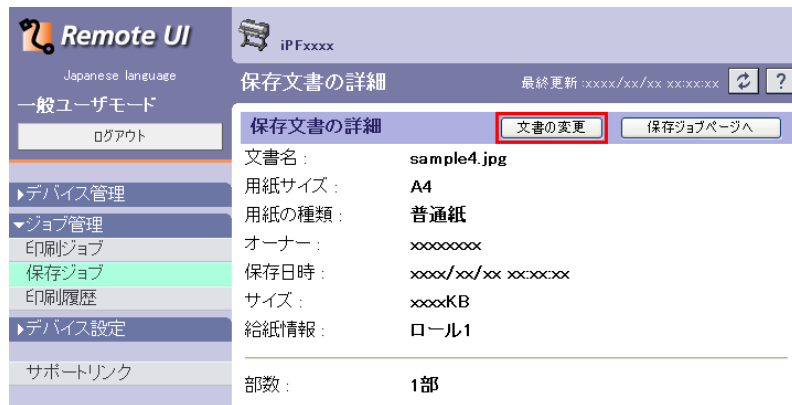 Remote UI
Japanese language
一般ユーザモード
ログアウト
▶デバイス管理
▼ジョブ管理
印刷ジョブ
保存ジョブ
印刷履歴
▶デバイス設定
サポートリンク
iPFxxxx
保存文書の詳細 最終更新 :xxxx/xx/xx xx:xx:xx ?
保存文書の詳細 文書の変更 保存ジョブページへ
文書名 : sample4.jpg
用紙サイズ : A4
用紙の種類 : 普通紙
オーナー : xxxxxxxx
保存日時 : xxxx/xx/xx xx:xx:xx
サイズ : xxxxKB
給紙情報 : ロール1
部数 : 1部